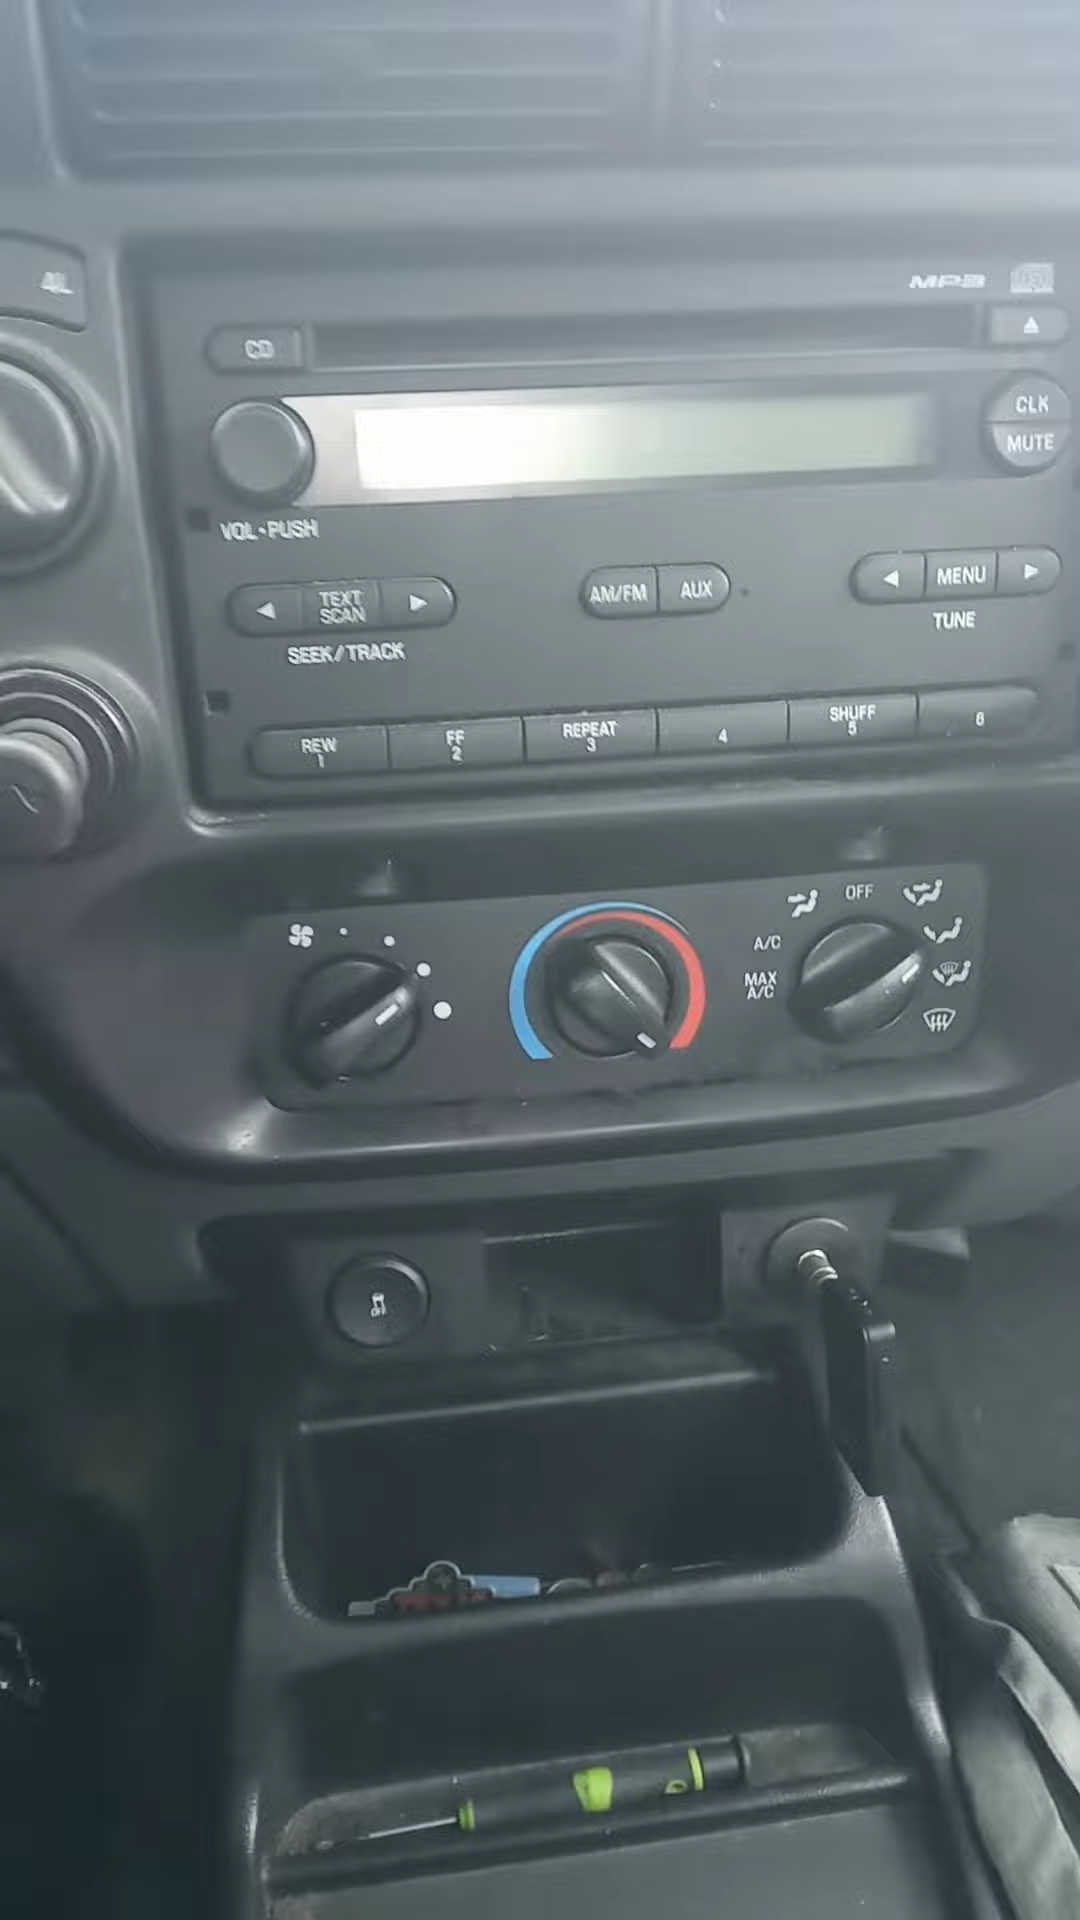 4L
MP3
CD
CLK
MUTE
VOL•PUSH
TEXT
SCAN
SEEK/TRACK
AM/FM
AUX
MENU
TUNE
REW
1
FF
2
REPEAT
3
4
SHUFF
5
6
OFF
A/C
MAX
A/C
OFF